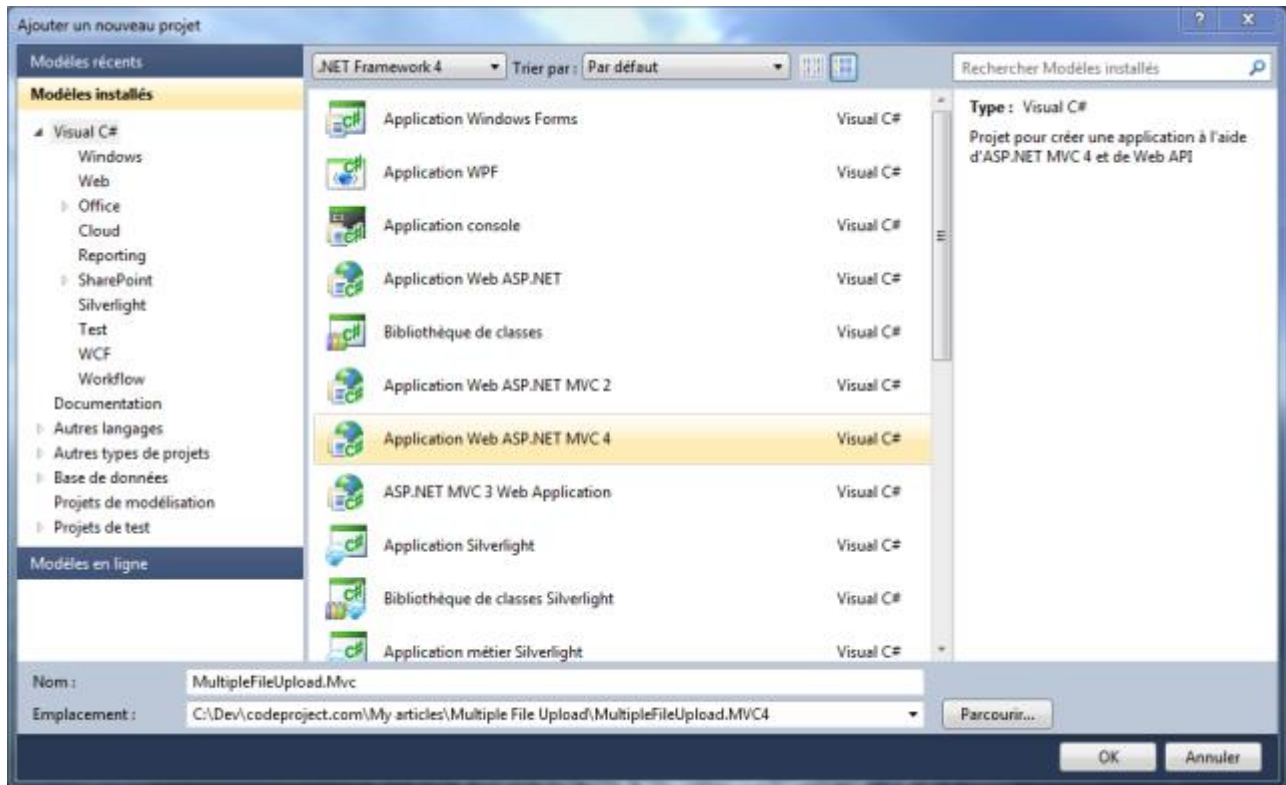 Ajouter un nouveau projet
Modèles récents
Modèles installés
Visual C#
Windows
Web
Office
Cloud
Reporting
SharePoint
Silverlight
Test
WCF
Workflow
Documentation
Autres langages
Autres types de projets
Base de données
Projets de modélisation
Projets de test
Modèles en ligne
.NET Framework 4 Trier par : Par défaut
Application Windows Forms Visual C#
Application WPF Visual C#
Application console Visual C#
Application Web ASP.NET Visual C#
Bibliothèque de classes Visual C#
Application Web ASP.NET MVC 2 Visual C#
Application Web ASP.NET MVC 4 Visual C#
ASP.NET MVC 3 Web Application Visual C#
Application Silverlight Visual C#
Bibliothèque de classes Silverlight Visual C#
Application métier Silverlight Visual C#
Rechercher Modèles installés
Type : Visual C#
Projet pour créer une application à l'aide
d'ASP.NET MVC 4 et de Web API
Nom : MultipleFileUpload.Mvc
Emplacement : C:\Dev\codeproject.com\My articles\Multiple File Upload\MultipleFileUpload.MVC4 Parcourir...
OK Annuler